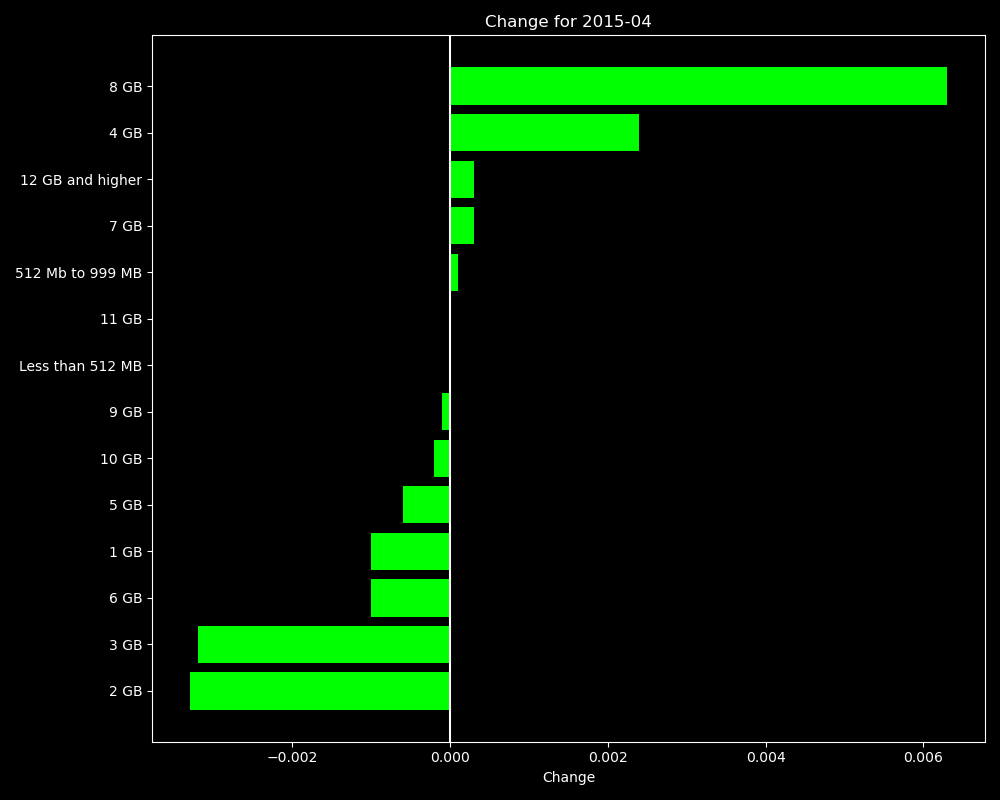 Change for 2015-04
8 GB
4 GB
12 GB and higher
7 GB
512 Mb to 999 MB
11 GB
Less than 512 MB
9 GB
10 GB
5 GB
1 GB
6 GB
3 GB
2 GB
−0.002 0.000 0.002 0.004 0.006
Change